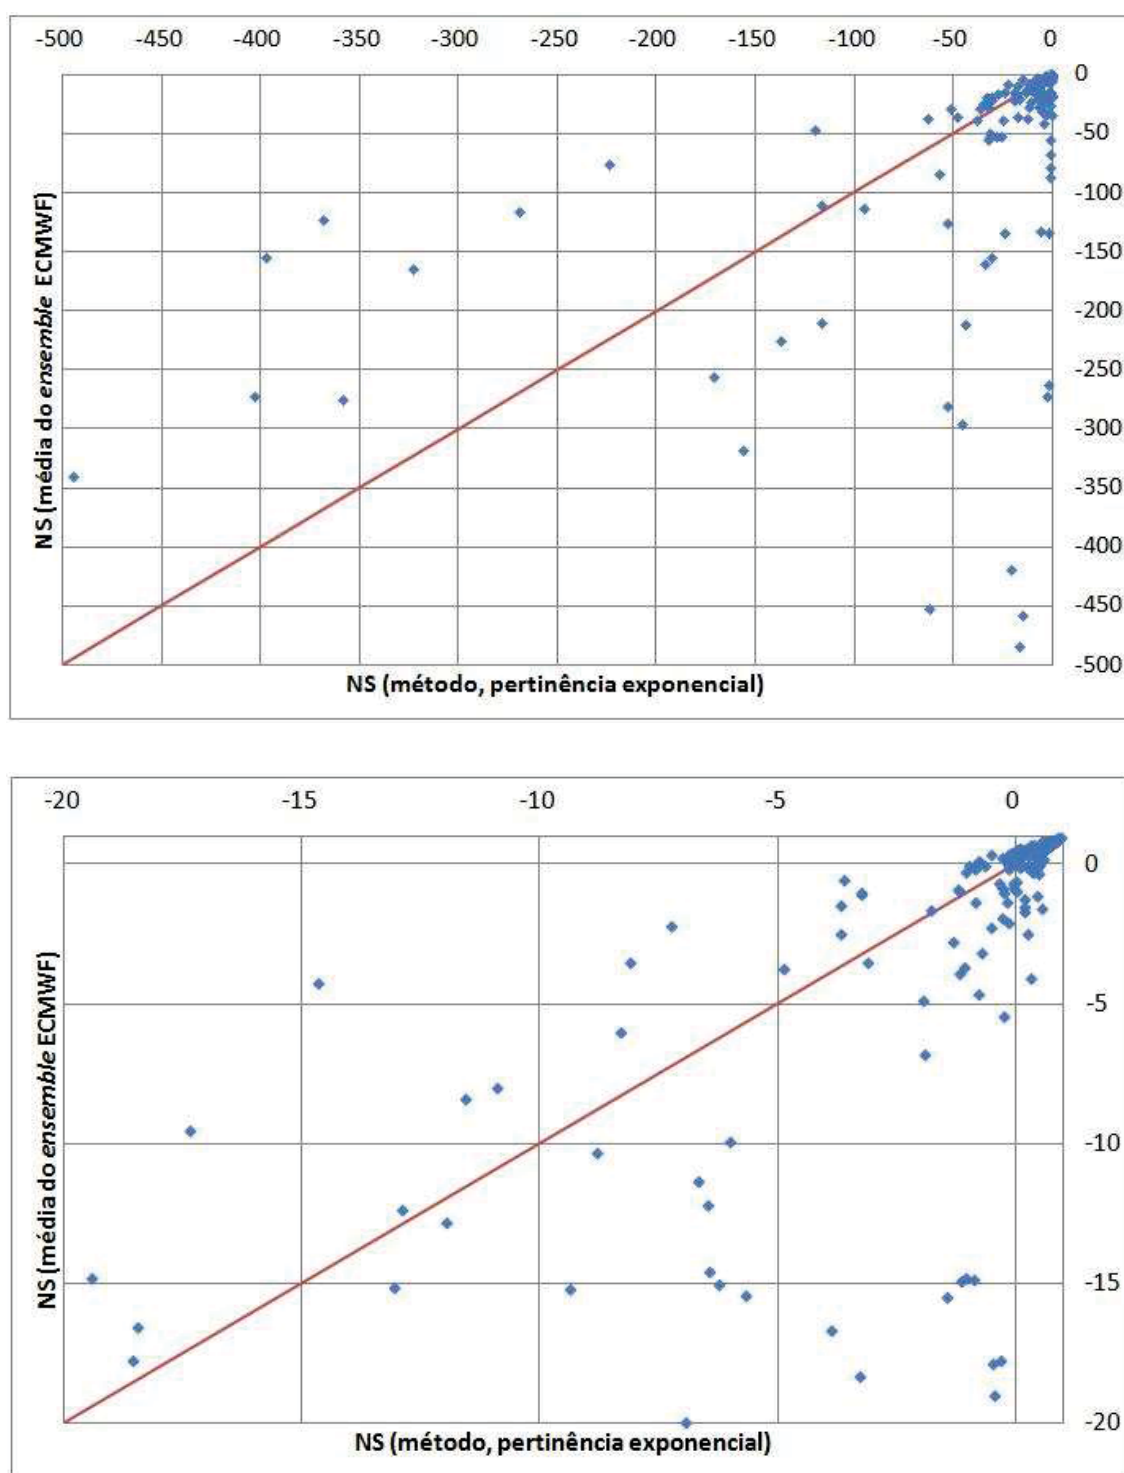 -500 -450 -400 -350 -300 -250 -200 -150 -100 -50 0
0
-50
-100
-150
-200
-250
-300
-350
-400
-450
-500
NS (média do ensemble ECMWF)
NS (método, pertinência exponencial)
-20 -15 -10 -5 0
0
-5
-10
-15
-20
NS (média do ensemble ECMWF)
NS (método, pertinência exponencial)